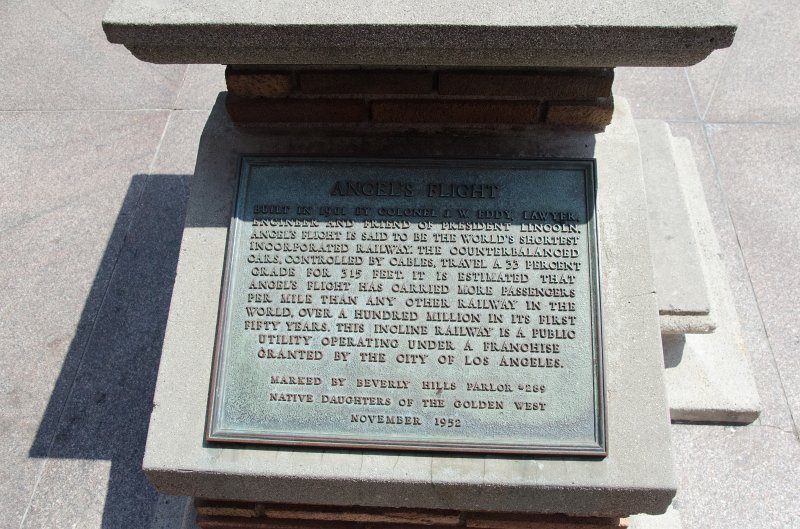 ANGEL'S FLIGHT
BUILT IN 1901 BY COLONEL J. W. EDDY, LAWYER,
ENGINEER AND FRIEND OF PRESIDENT LINCOLN,
ANGEL'S FLIGHT IS SAID TO BE THE WORLD'S SHORTEST
INCORPORATED RAILWAY. THE COUNTERBALANCED
CARS, CONTROLLED BY CABLES, TRAVEL A 33 PERCENT
GRADE FOR 315 FEET. IT IS ESTIMATED THAT
ANGEL'S FLIGHT HAS CARRIED MORE PASSENGERS
PER MILE THAN ANY OTHER RAILWAY IN THE
WORLD, OVER A HUNDRED MILLION IN ITS FIRST
FIFTY YEARS. THIS INCLINE RAILWAY IS A PUBLIC
UTILITY OPERATING UNDER A FRANCHISE
GRANTED BY THE CITY OF LOS ANGELES.
MARKED BY BEVERLY HILLS PARLOR #289
NATIVE DAUGHTERS OF THE GOLDEN WEST
NOVEMBER 1952